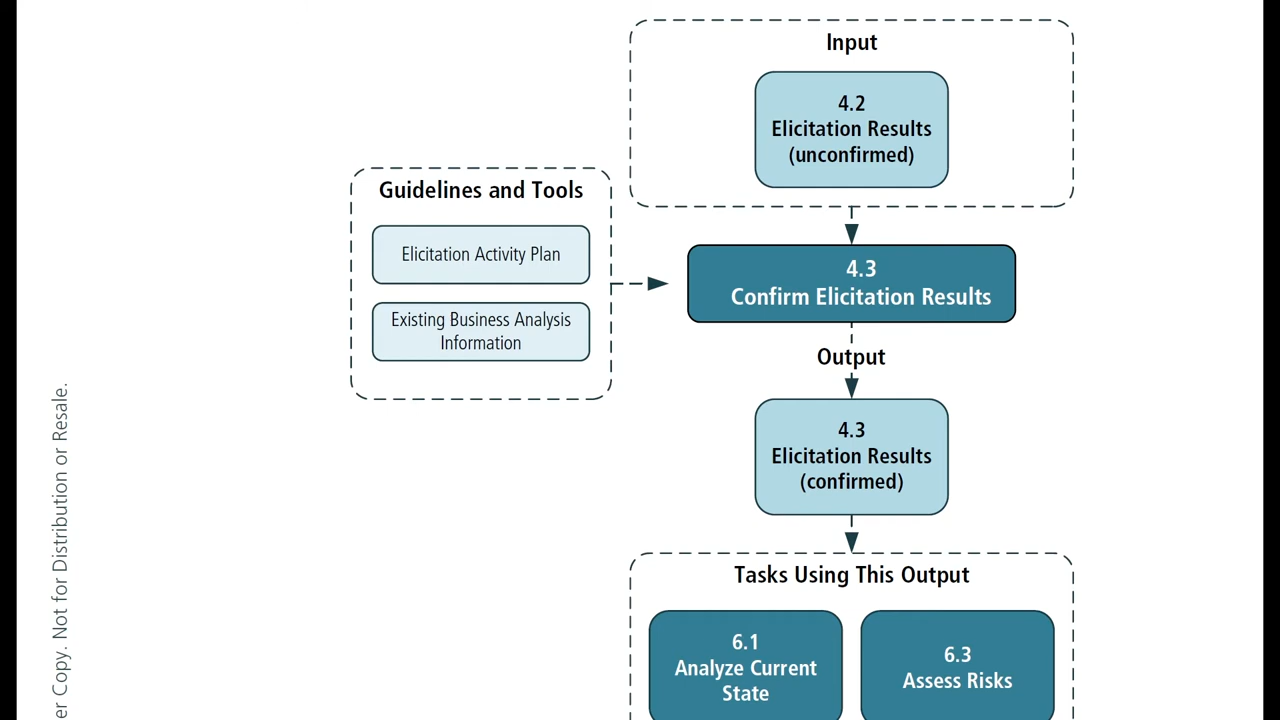 Input
4.2
Elicitation Results
(unconfirmed)
Guidelines and Tools
Elicitation Activity Plan
Existing Business Analysis
Information
4.3
Confirm Elicitation Results
Output
4.3
Elicitation Results
(confirmed)
Tasks Using This Output
6.1
Analyze Current
State
6.3
Assess Risks
Copy. Not for Distribution or Resale.